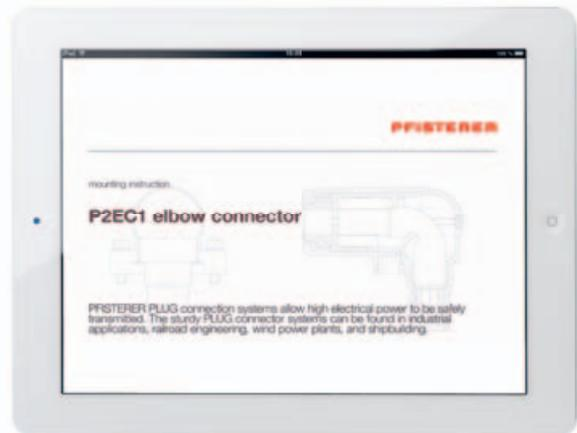 PFISTERER
mounting instruction
P2EC1 elbow connector
PFISTERER PLUG connection systems allow high electrical power to be safely
transmitted. The sturdy PLUG connector systems can be found in industrial
applications, railroad engineering, wind power plants, and shipbuilding.